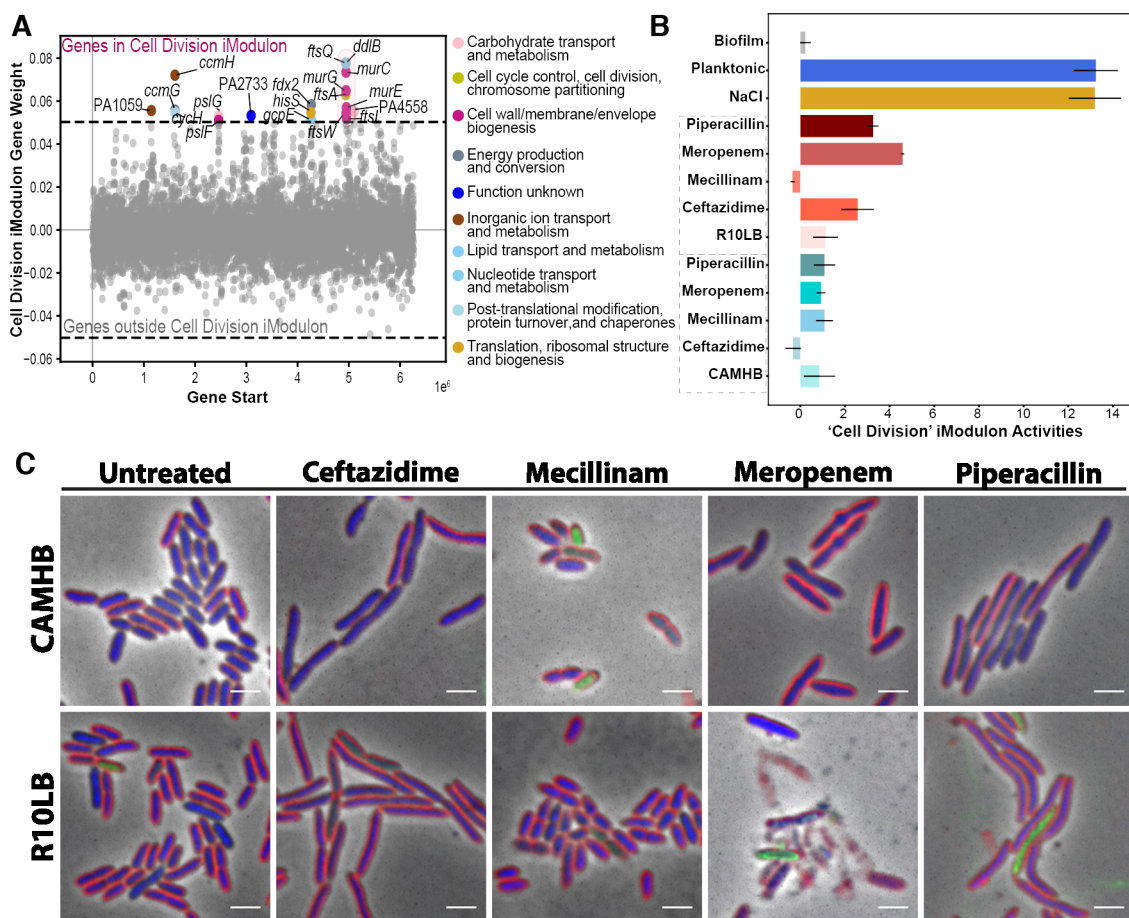 A
Genes in Cell Division iModulon
Cell Division iModulon Gene Weight
0.08
0.06
0.04
0.02
0.00
−0.02
−0.04
−0.06
ftsQ
ddlB
ccmH
murG
murC
ccmG
fdx2
ftsA
murE
PA1059
pslG
PA2733
hisS
PA4558
cycH
pslF
gcpE
ftsW
ftsL
Genes outside Cell Division iModulon
0
1
2
3
4
5
6
1e⁶
Gene Start
Carbohydrate transport
and metabolism
Cell cycle control, cell division,
chromosome partitioning
Cell wall/membrane/envelope
biogenesis
Energy production
and conversion
Function unknown
Inorganic ion transport
and metabolism
Lipid transport and metabolism
Nucleotide transport
and metabolism
Post-translational modification,
protein turnover,and chaperones
Translation, ribosomal structure
and biogenesis
B
Biofilm
Planktonic
NaCl
Piperacillin
Meropenem
Mecillinam
Ceftazidime
R10LB
Piperacillin
Meropenem
Mecillinam
Ceftazidime
CAMHB
0
2
4
6
8
10
12
14
‘Cell Division’ iModulon Activities
C
Untreated
Ceftazidime
Mecillinam
Meropenem
Piperacillin
CAMHB
R10LB